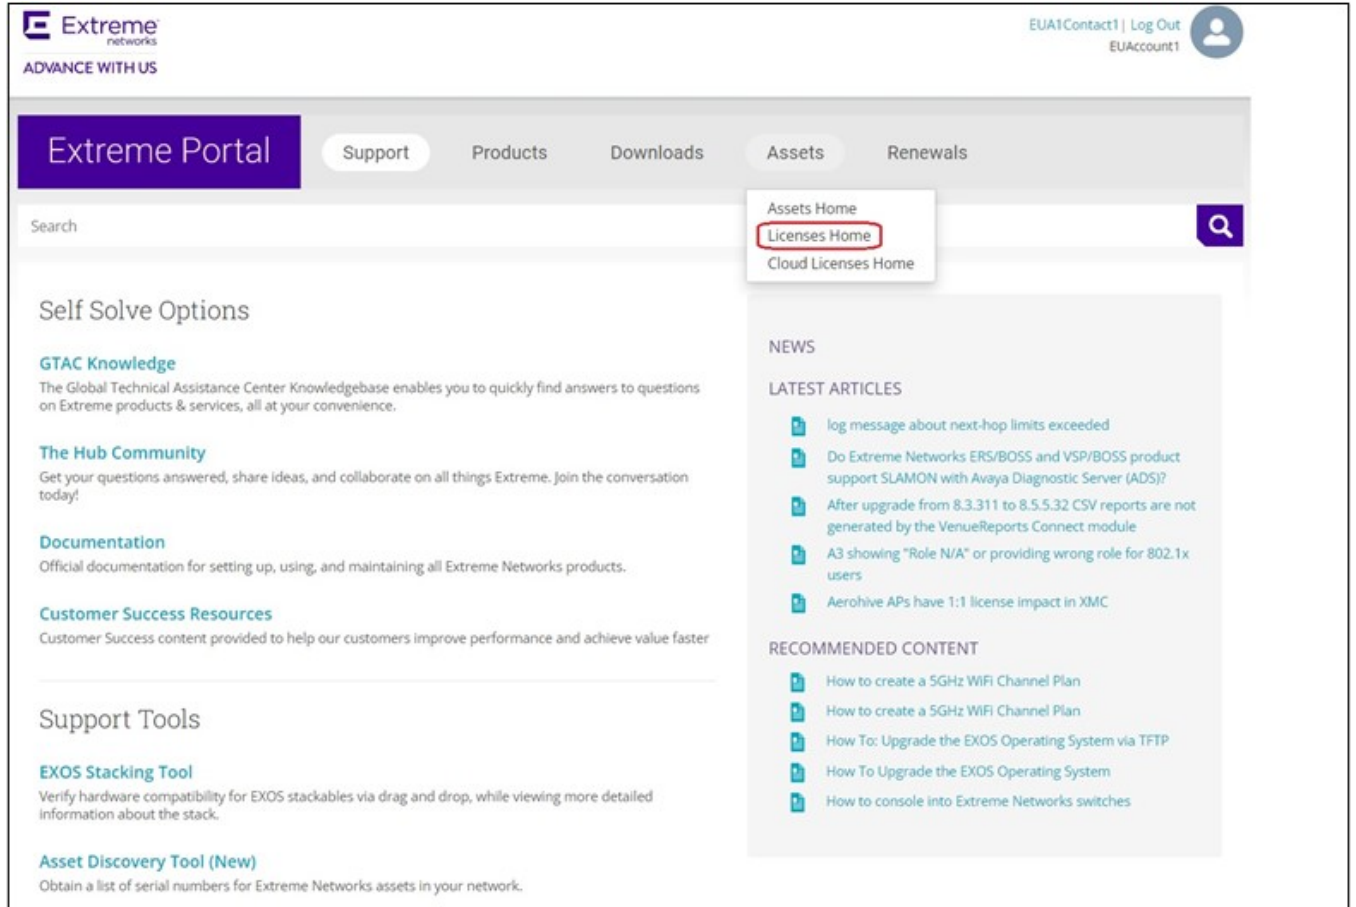 Extreme
networks
ADVANCE WITH US
EUA1Contact1| Log Out
EUAccount1
Extreme Portal
Support
Products
Downloads
Assets
Renewals
Search
Assets Home
Licenses Home
Cloud Licenses Home
Self Solve Options
GTAC Knowledge
The Global Technical Assistance Center Knowledgebase enables you to quickly find answers to questions
on Extreme products & services, all at your convenience.
The Hub Community
Get your questions answered, share ideas, and collaborate on all things Extreme. Join the conversation
today!
Documentation
Official documentation for setting up, using, and maintaining all Extreme Networks products.
Customer Success Resources
Customer Success content provided to help our customers improve performance and achieve value faster
Support Tools
EXOS Stacking Tool
Verify hardware compatibility for EXOS stackables via drag and drop, while viewing more detailed
information about the stack.
Asset Discovery Tool (New)
Obtain a list of serial numbers for Extreme Networks assets in your network.
NEWS
LATEST ARTICLES
log message about next-hop limits exceeded
Do Extreme Networks ERS/BOSS and VSP/BOSS product
support SLAMON with Avaya Diagnostic Server (ADS)?
After upgrade from 8.3.311 to 8.5.5.32 CSV reports are not
generated by the VenueReports Connect module
A3 showing "Role N/A" or providing wrong role for 802.1x
users
Aerohive APs have 1:1 license impact in XMC
RECOMMENDED CONTENT
How to create a 5GHz WiFi Channel Plan
How to create a 5GHz WiFi Channel Plan
How To: Upgrade the EXOS Operating System via TFTP
How To Upgrade the EXOS Operating System
How to console into Extreme Networks switches